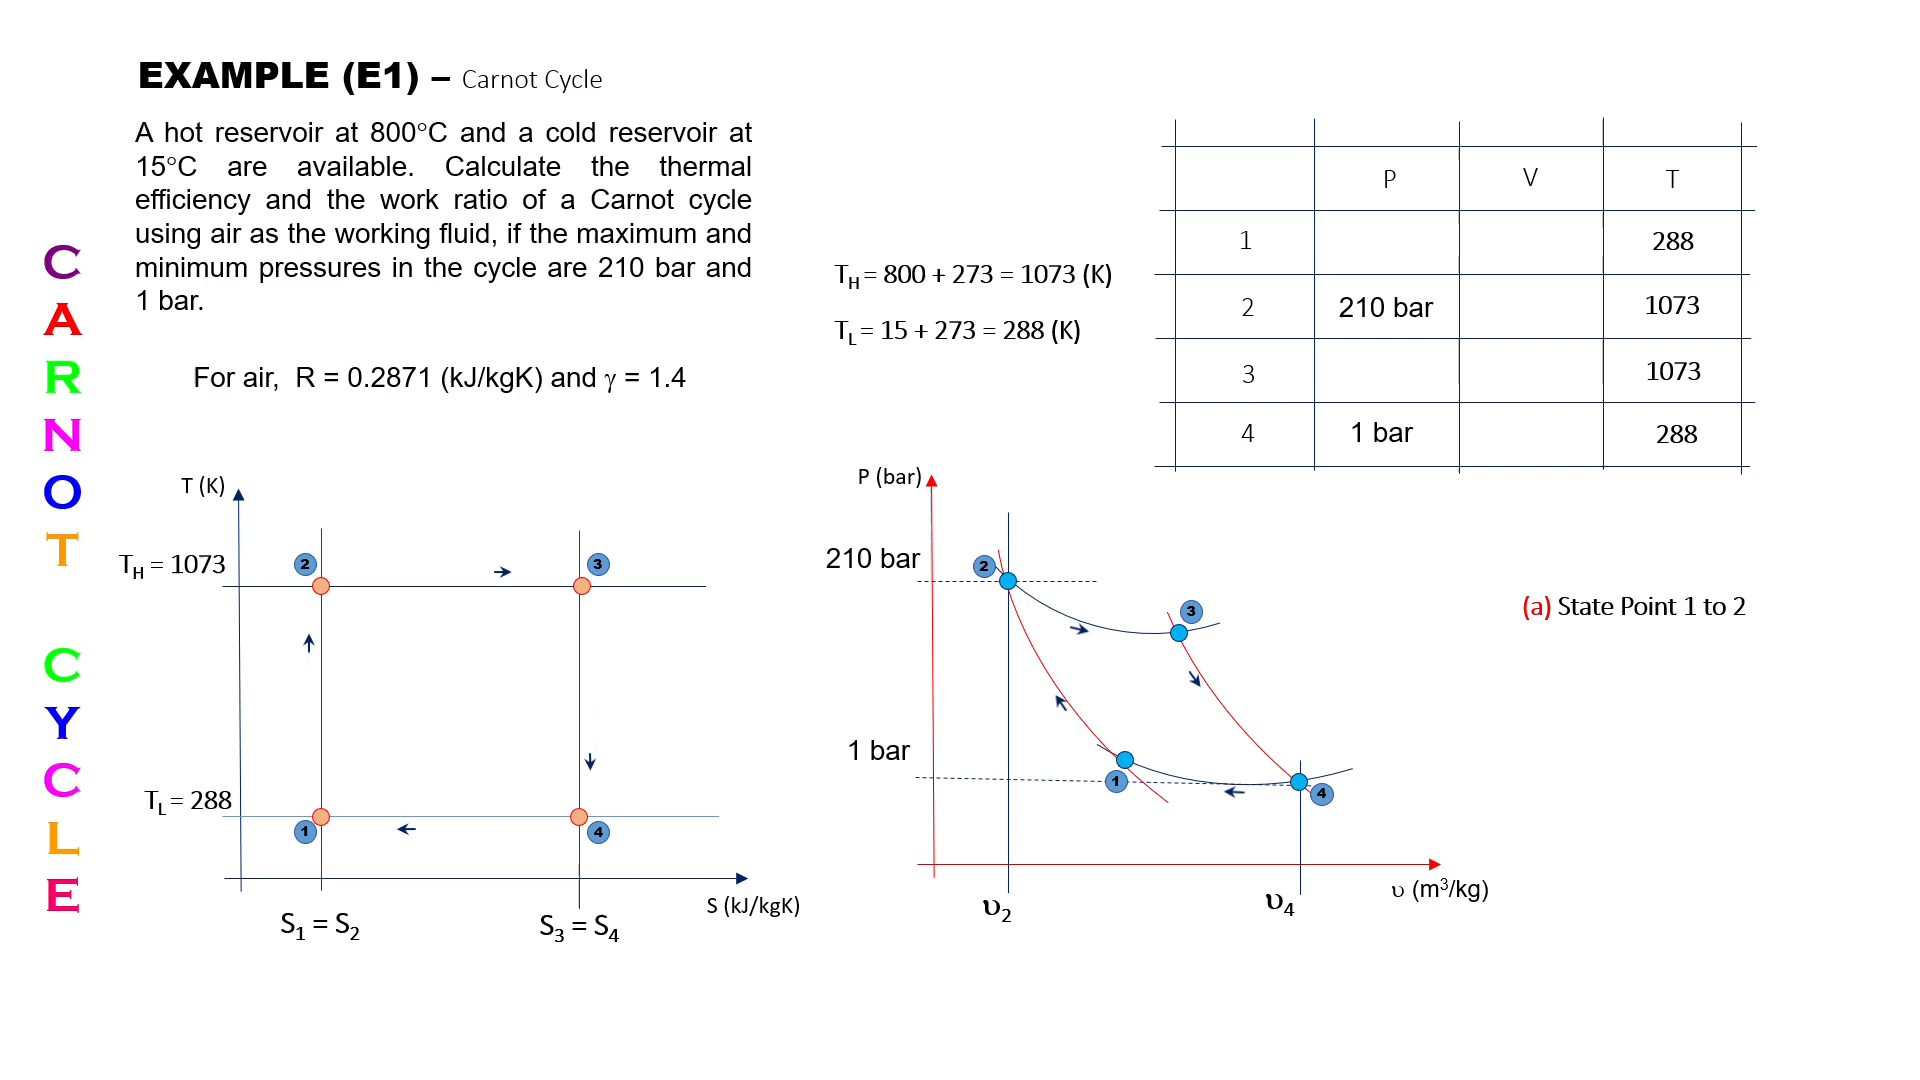 EXAMPLE (E1) – Carnot Cycle
A hot reservoir at 800°C and a cold reservoir at
15°C are available. Calculate the thermal
efficiency and the work ratio of a Carnot cycle
using air as the working fluid, if the maximum and
minimum pressures in the cycle are 210 bar and
1 bar.
For air, R = 0.2871 (kJ/kgK) and γ = 1.4
C
A
R
N
O
T
C
Y
C
L
E
T_H = 800 + 273 = 1073 (K)
T_L = 15 + 273 = 288 (K)
P V T
1 288
2 210 bar 1073
3 1073
4 1 bar 288
T (K)
T_H = 1073
2
3
T_L = 288
1
4
S (kJ/kgK)
S₁ = S₂
S₃ = S₄
P (bar)
210 bar
2
3
1 bar
1
4
υ (m³/kg)
υ₂
υ₄
(a) State Point 1 to 2